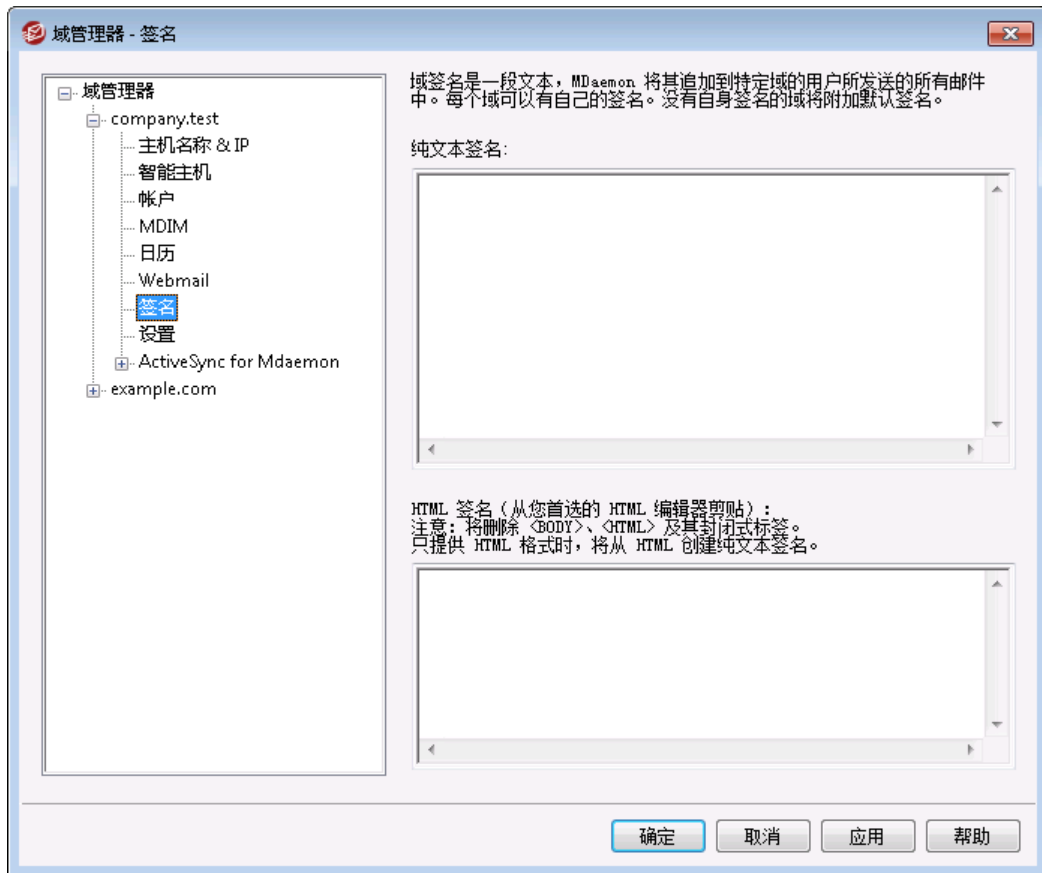 域管理器 - 签名
域管理器
company.test
主机名称 & IP
智能主机
帐户
MDIM
日历
Webmail
签名
设置
ActiveSync for Mdaemon
example.com
域签名是一段文本，MDaemon 将其追加到特定域的用户所发送的所有邮件
中。每个域可以有自己的签名。没有自身签名的域将附加默认签名。
纯文本签名:
HTML 签名（从您首选的 HTML 编辑器剪贴）:
注意: 将删除 <BODY>、<HTML> 及其封闭式标签。
只提供 HTML 格式时，将从 HTML 创建纯文本签名。
确定
取消
应用
帮助